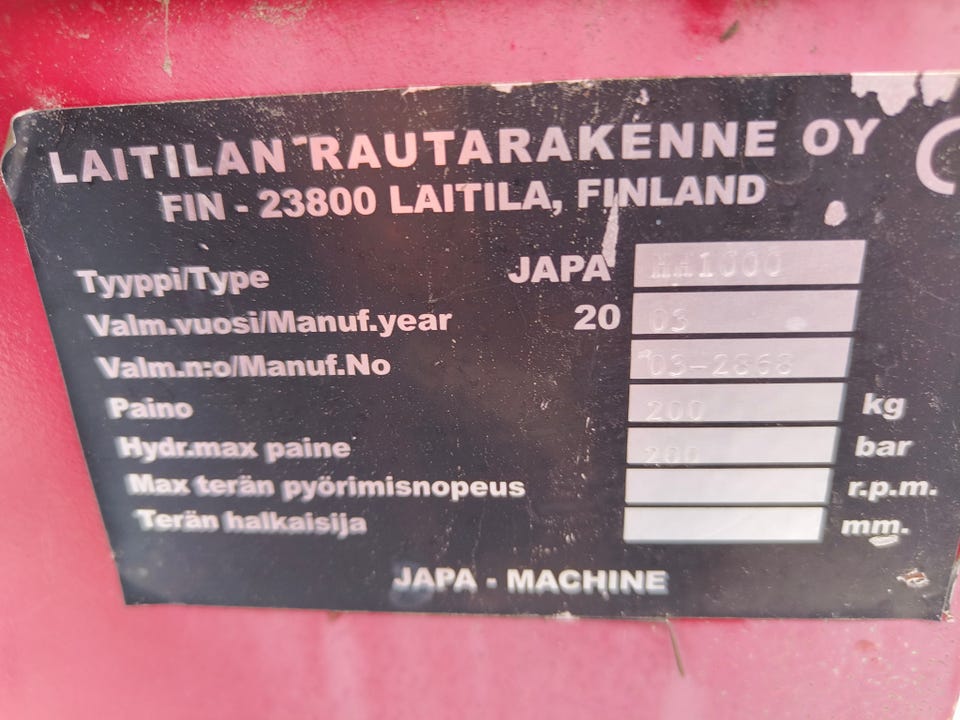 LAITILAN RAUTARAKENNE OY
FIN - 23800 LAITILA, FINLAND
Tyyppi/Type JAPA
Valm.vuosi/Manuf.year 20 03
Valm.n:o/Manuf.No 03-2868
Paino 200 kg
Hydr.max paine 200 bar
Max terän pyörimisnopeus r.p.m.
Terän halkaisija mm.
JAPA - MACHINE